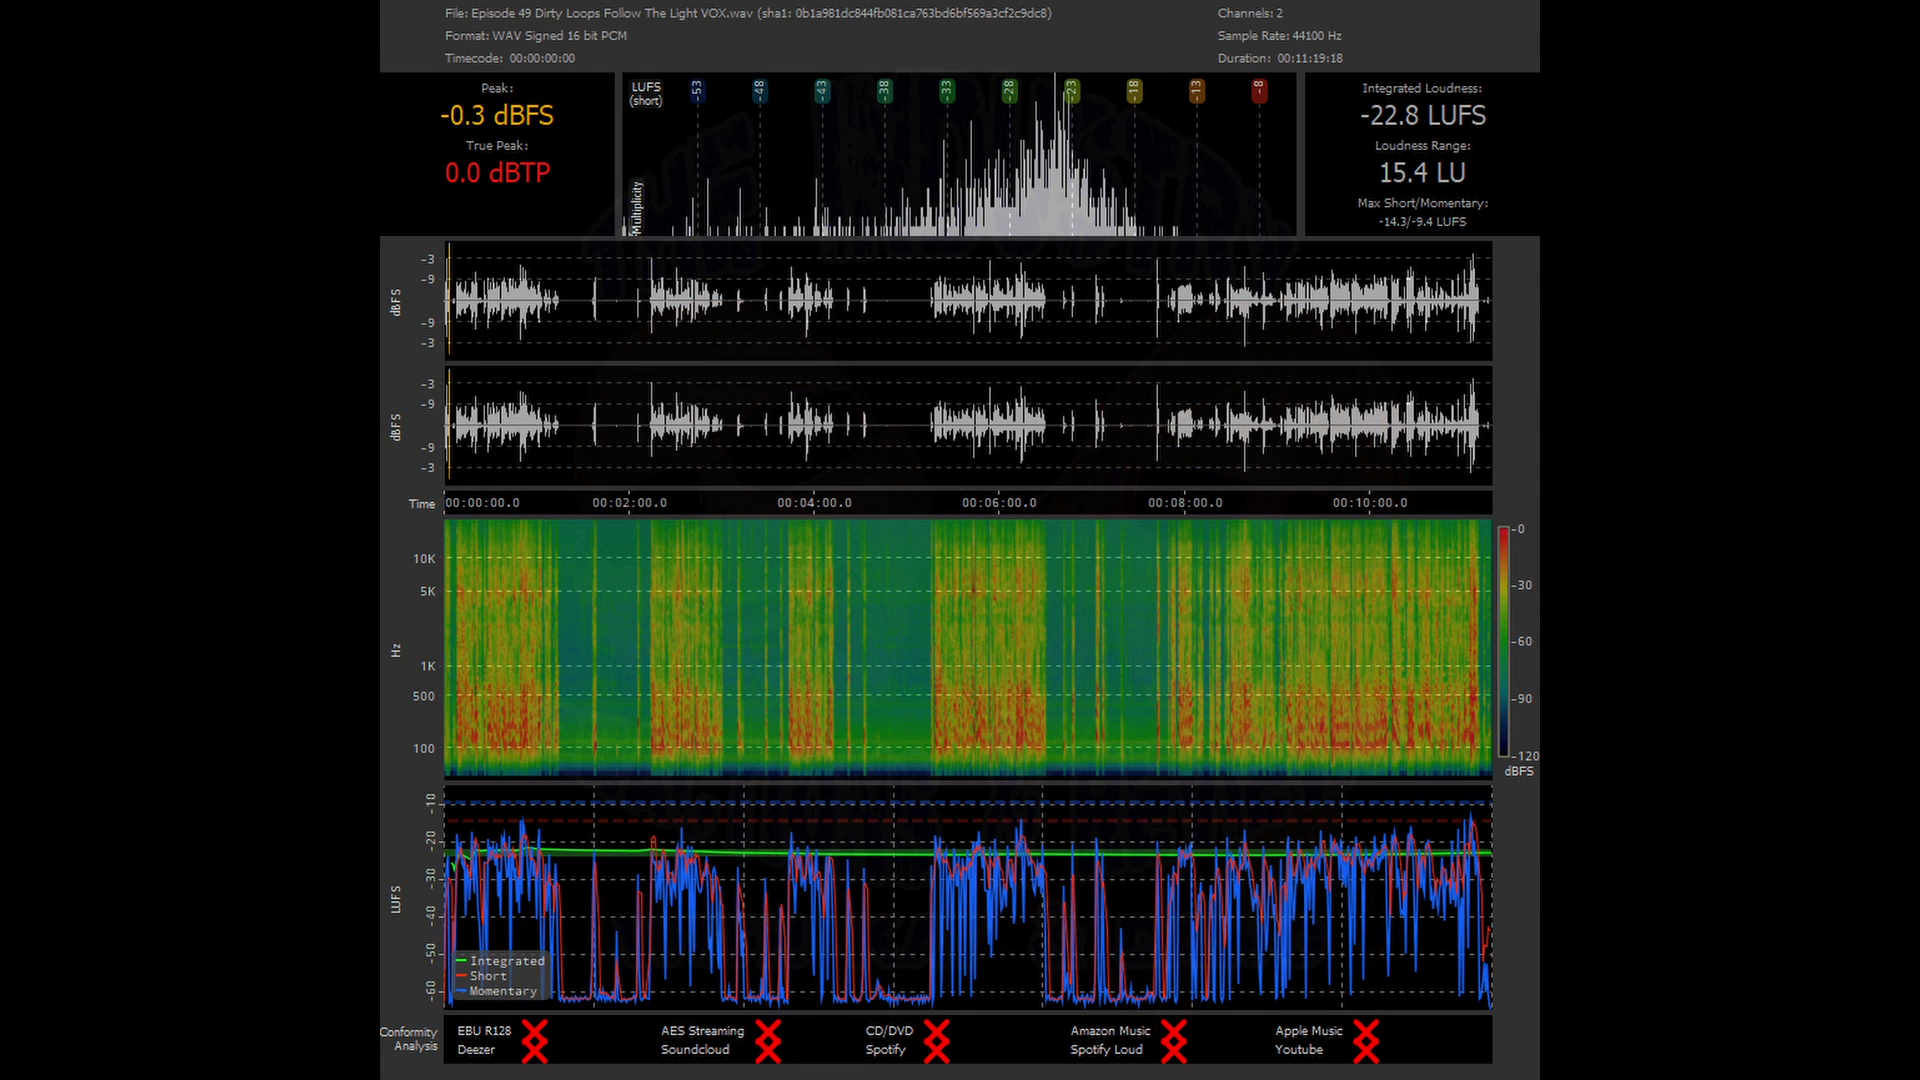 File: Episode 49 Dirty Loops Follow The Light VOX.wav (sha1: 0b1a981dc844fb081ca763bd6bf569a3cf2c9dc8)
Channels: 2
Format: WAV Signed 16 bit PCM
Sample Rate: 44100 Hz
Timecode: 00:00:00:00
Duration: 00:11:19:18
Peak:
-0.3 dBFS
True Peak:
0.0 dBTP
LUFS
(short)
-53 -48 -43 -38 -33 -28 -23 -18 -13 -8
Multiplicity
Integrated Loudness:
-22.8 LUFS
Loudness Range:
15.4 LU
Max Short/Momentary:
-14.3/-9.4 LUFS
dBFS
-3
-9
-9
-3
dBFS
-3
-9
-9
-3
Time 00:00:00.0 00:02:00.0 00:04:00.0 00:06:00.0 00:08:00.0 00:10:00.0
Hz
10K
5K
1K
500
100
-0
-30
-60
-90
-120
dBFS
LUFS
-10
-20
-30
-40
-50
-60
Integrated
Short
Momentary
Conformity
Analysis
EBU R128 AES Streaming CD/DVD Amazon Music Apple Music
Deezer Soundcloud Spotify Spotify Loud Youtube